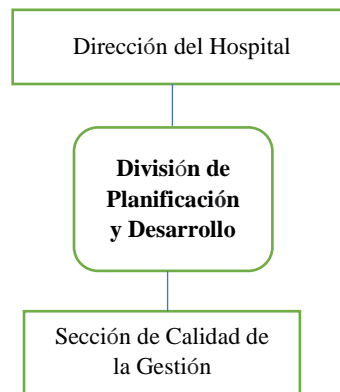 Dirección del Hospital
División de
Planificación
y Desarrollo
Sección de Calidad de
la Gestión